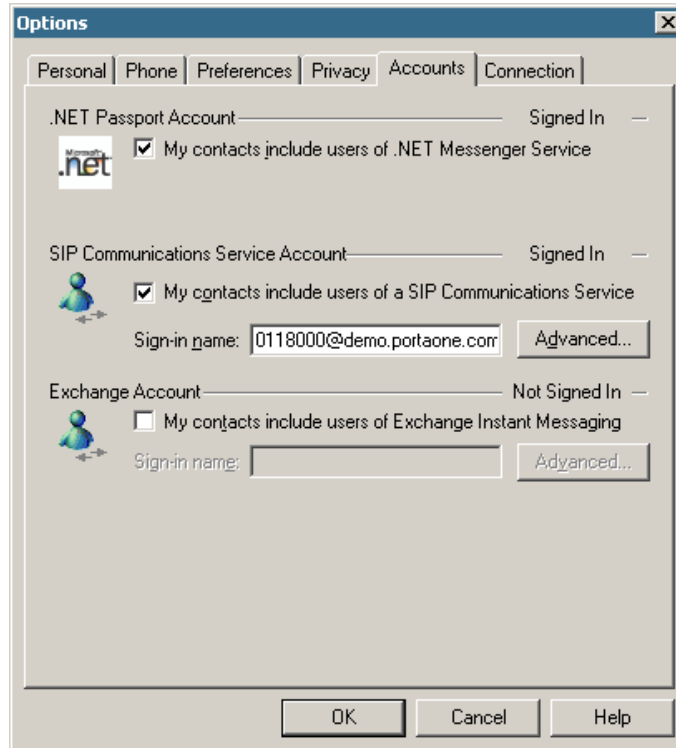 Options
Personal Phone Preferences Privacy Accounts Connection
.NET Passport Account Signed In
Microsoft
.net
My contacts include users of .NET Messenger Service
SIP Communications Service Account Signed In
My contacts include users of a SIP Communications Service
Sign-in name: 0118000@demo.portaone.com Advanced...
Exchange Account Not Signed In
My contacts include users of Exchange Instant Messaging
Sign-in name: Advanced...
OK Cancel Help